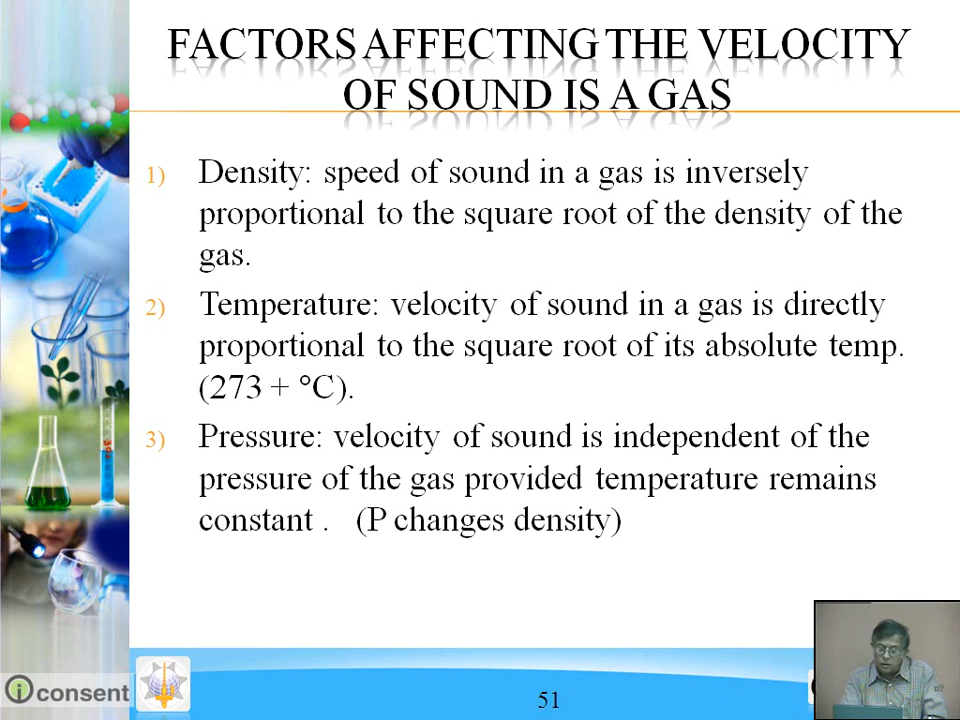 FACTORS AFFECTING THE VELOCITY
OF SOUND IS A GAS
1) Density: speed of sound in a gas is inversely
proportional to the square root of the density of the
gas.
2) Temperature: velocity of sound in a gas is directly
proportional to the square root of its absolute temp.
(273 + °C).
3) Pressure: velocity of sound is independent of the
pressure of the gas provided temperature remains
constant . (P changes density)
i consent
51